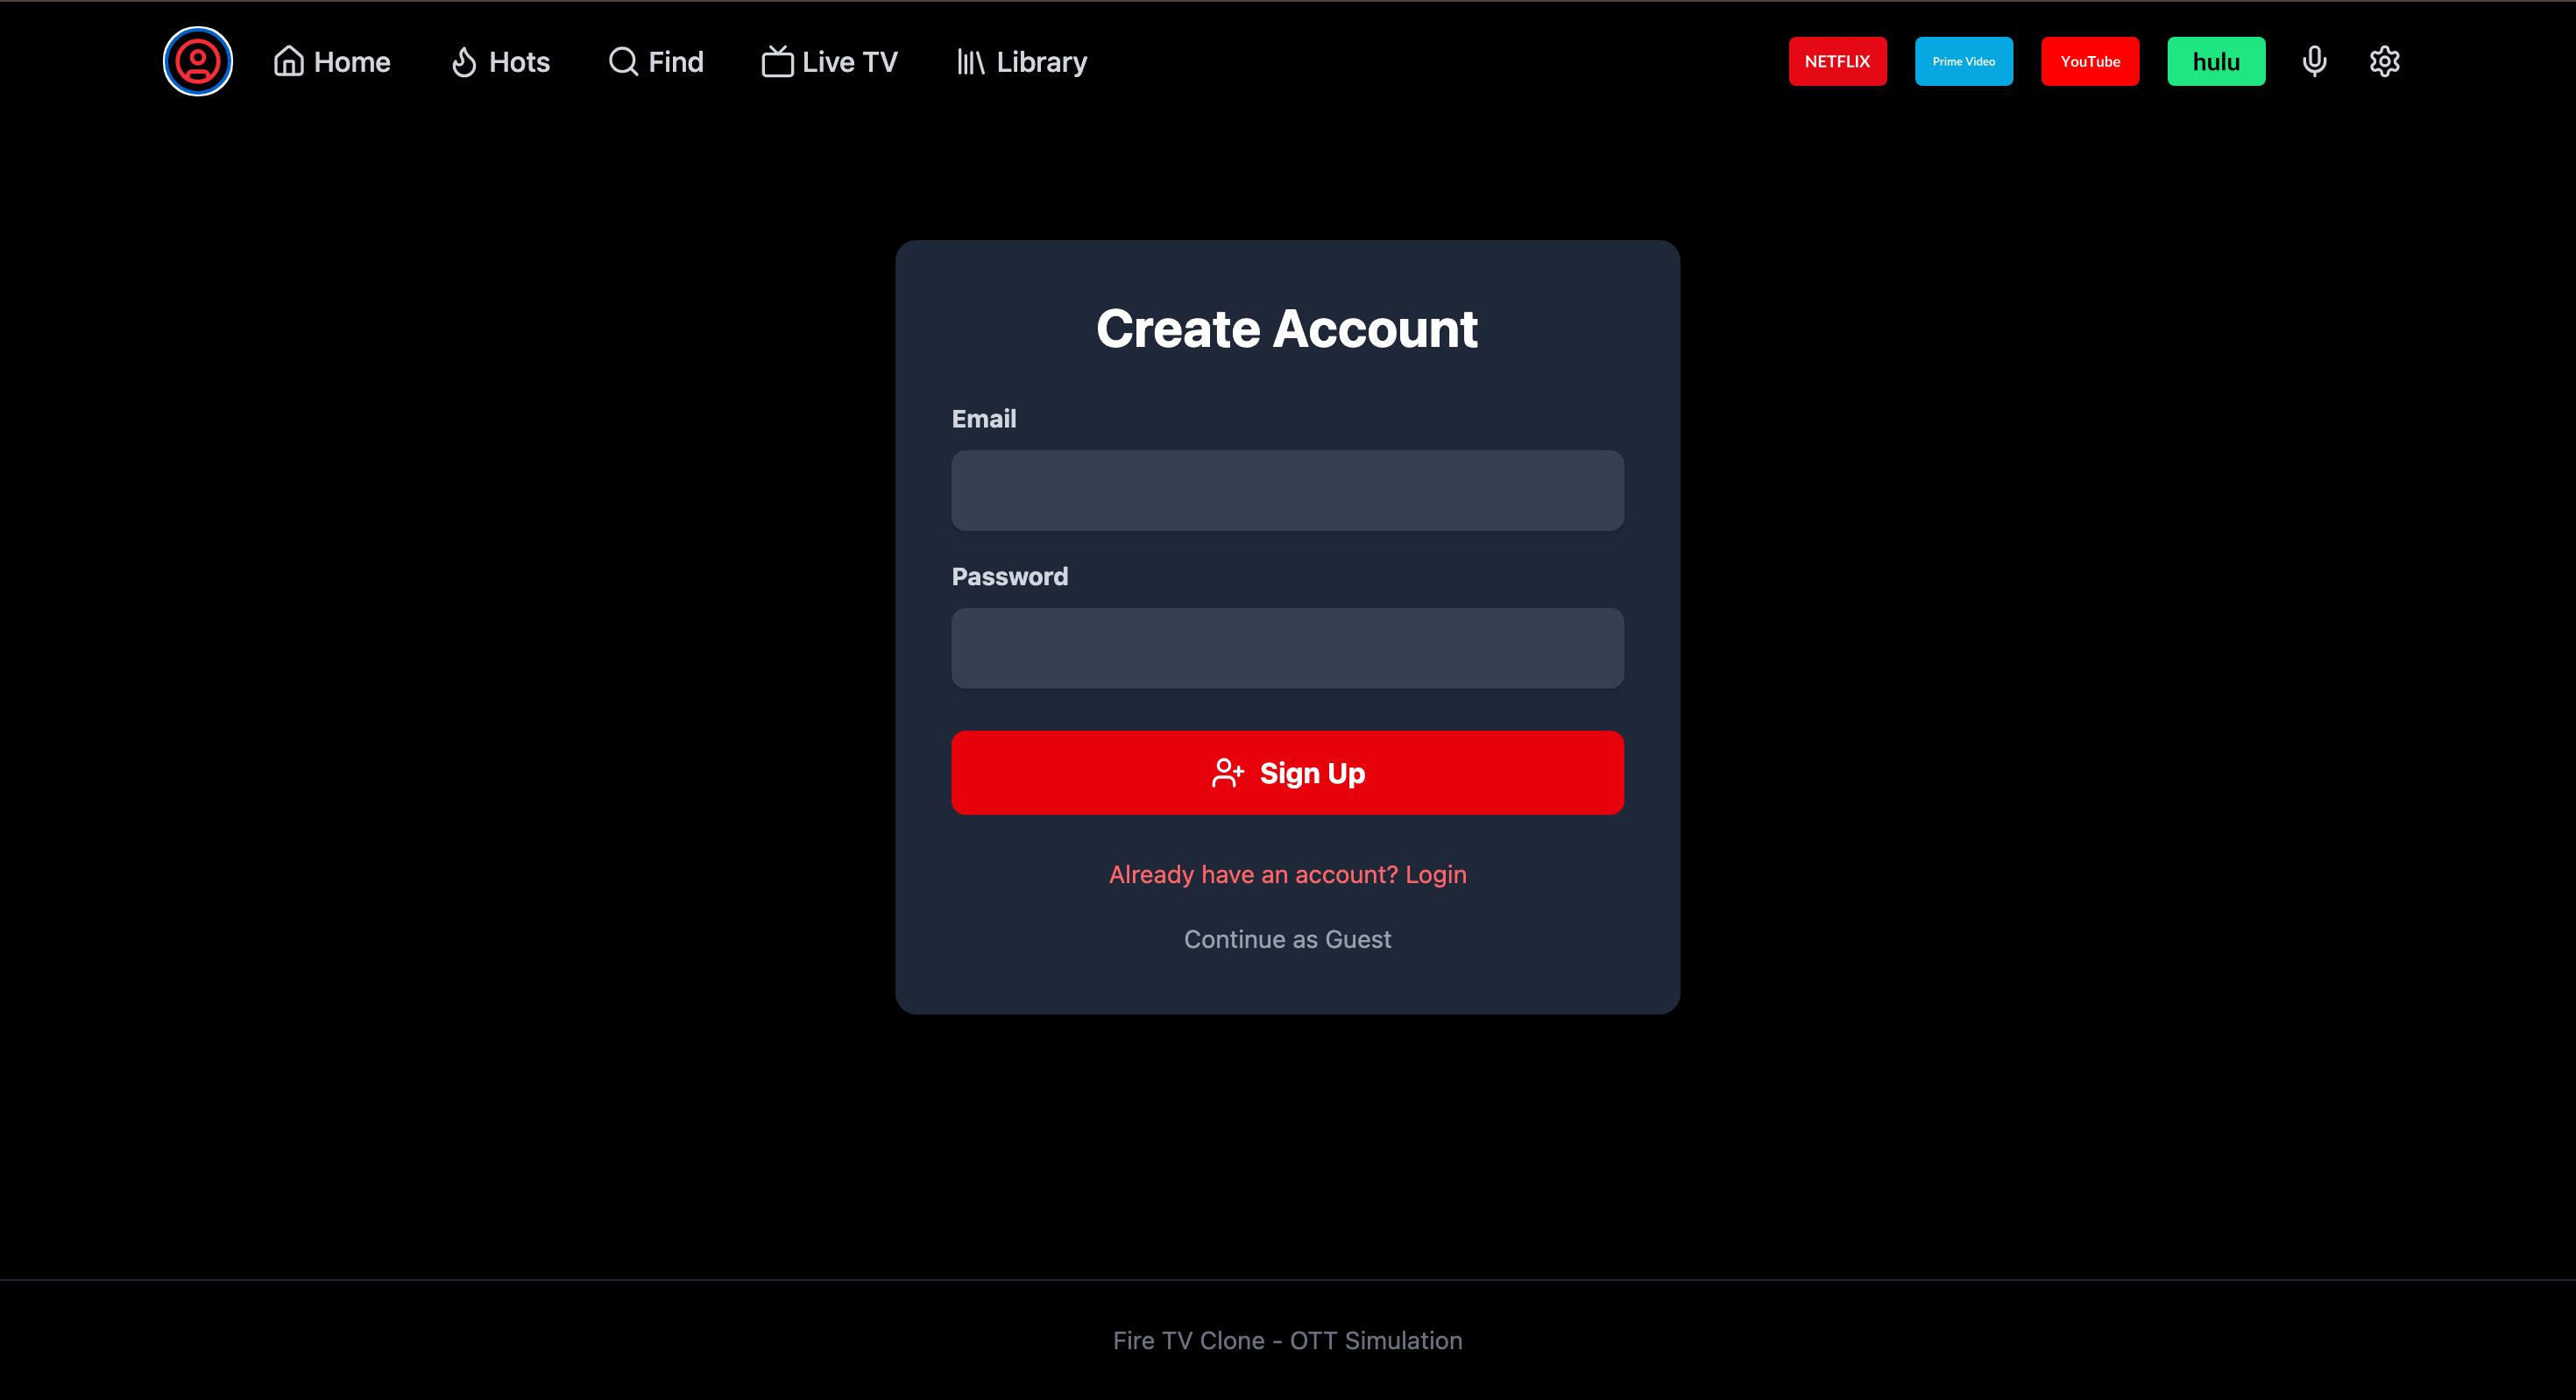 Home Hots Find Live TV Library NETFLIX Prime Video YouTube hulu
Create Account
Email
Password
Sign Up
Already have an account? Login
Continue as Guest
Fire TV Clone - OTT Simulation